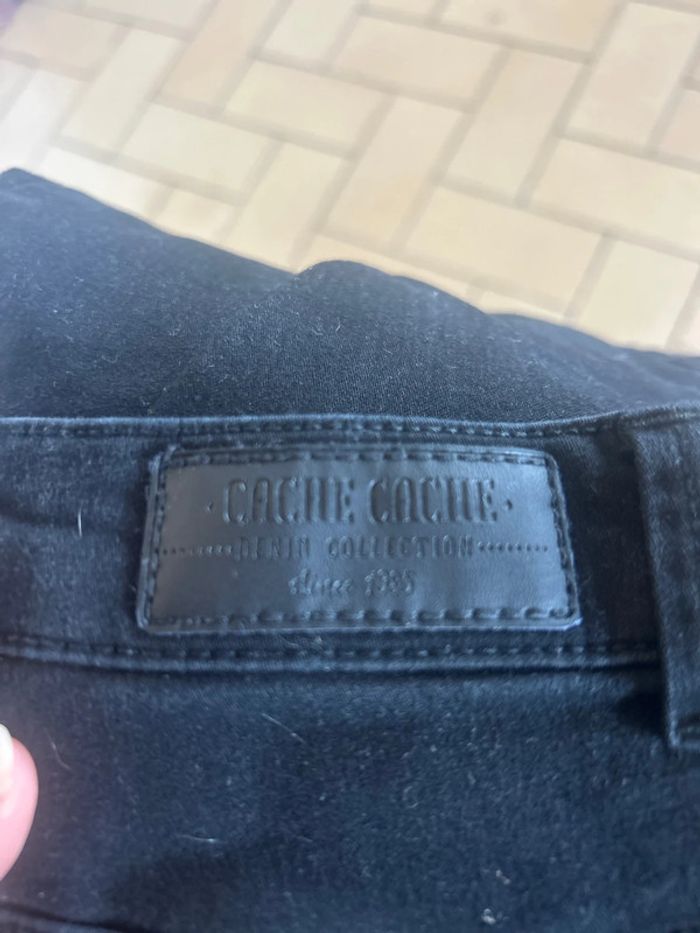 · CACHE CACHE ·
DENIM COLLECTION
since 1985